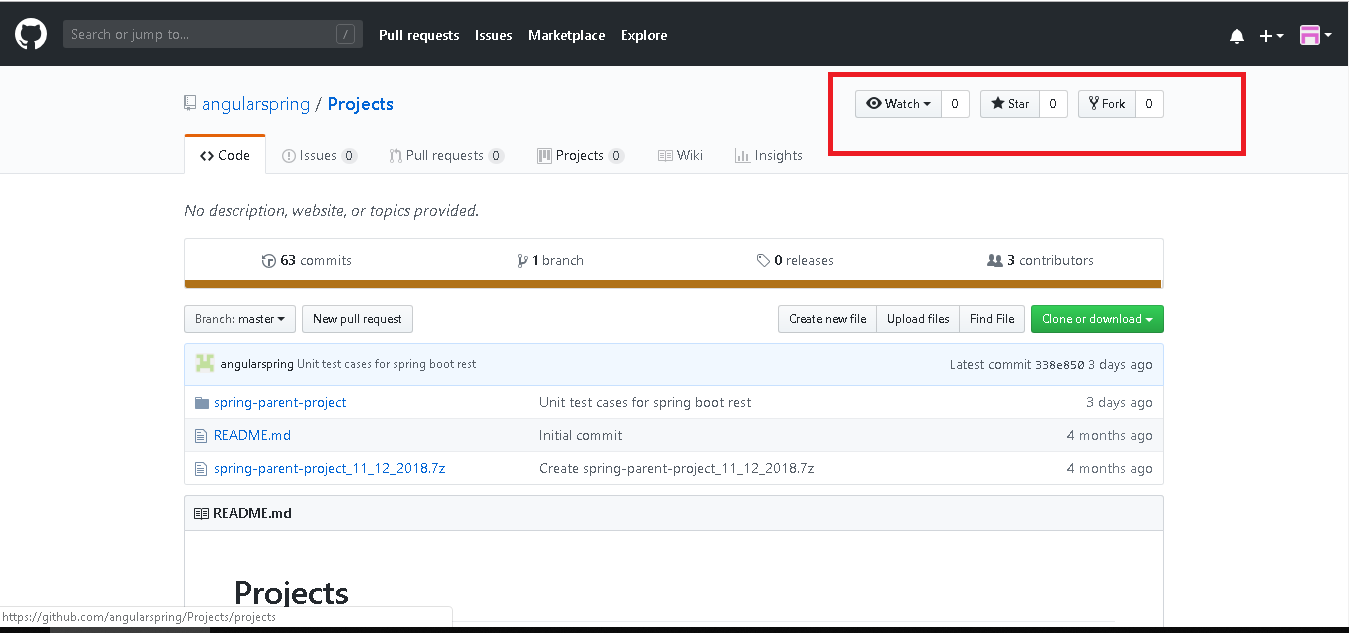 Search or jump to... / Pull requests Issues Marketplace Explore
angularspring / Projects Watch 0 Star 0 Fork 0
Code Issues 0 Pull requests 0 Projects 0 Wiki Insights
No description, website, or topics provided.
63 commits 1 branch 0 releases 3 contributors
Branch: master New pull request Create new file Upload files Find File Clone or download
angularspring Unit test cases for spring boot rest Latest commit 338e850 3 days ago
spring-parent-project Unit test cases for spring boot rest 3 days ago
README.md Initial commit 4 months ago
spring-parent-project_11_12_2018.7z Create spring-parent-project_11_12_2018.7z 4 months ago
README.md
Projects
https://github.com/angularspring/Projects/projects